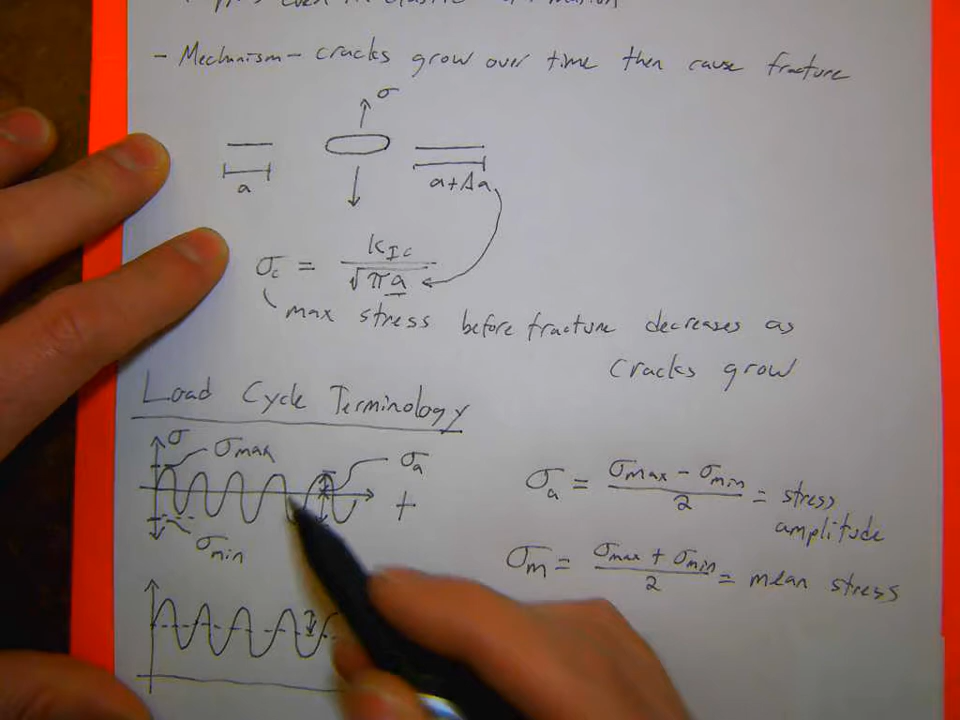 - Mechanism - cracks grow over time then cause fracture
σ
a
a+Δa
σc = KIc / √πa
max stress before fracture decreases as
cracks grow
Load Cycle Terminology
σ
σmax
σa
σmin
t
σa = σmax - σmin / 2 = stress
amplitude
σm = σmax + σmin / 2 = mean stress